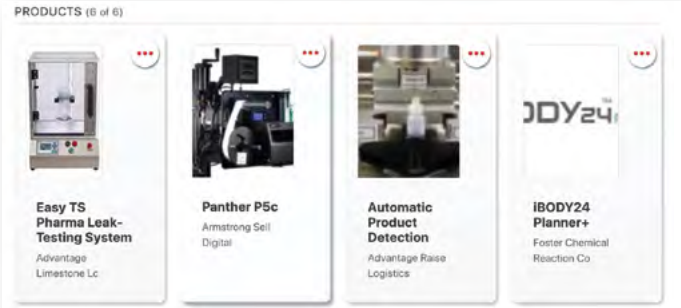 PRODUCTS (6 of 6)
ODY24
Easy TS
Pharma Leak-
Testing System
Advantage
Limestone Lc
Panther P5c
Armstrong Sell
Digital
Automatic
Product
Detection
Advantage Raise
Logistics
iBODY24
Planner+
Foster Chemical
Reaction Co